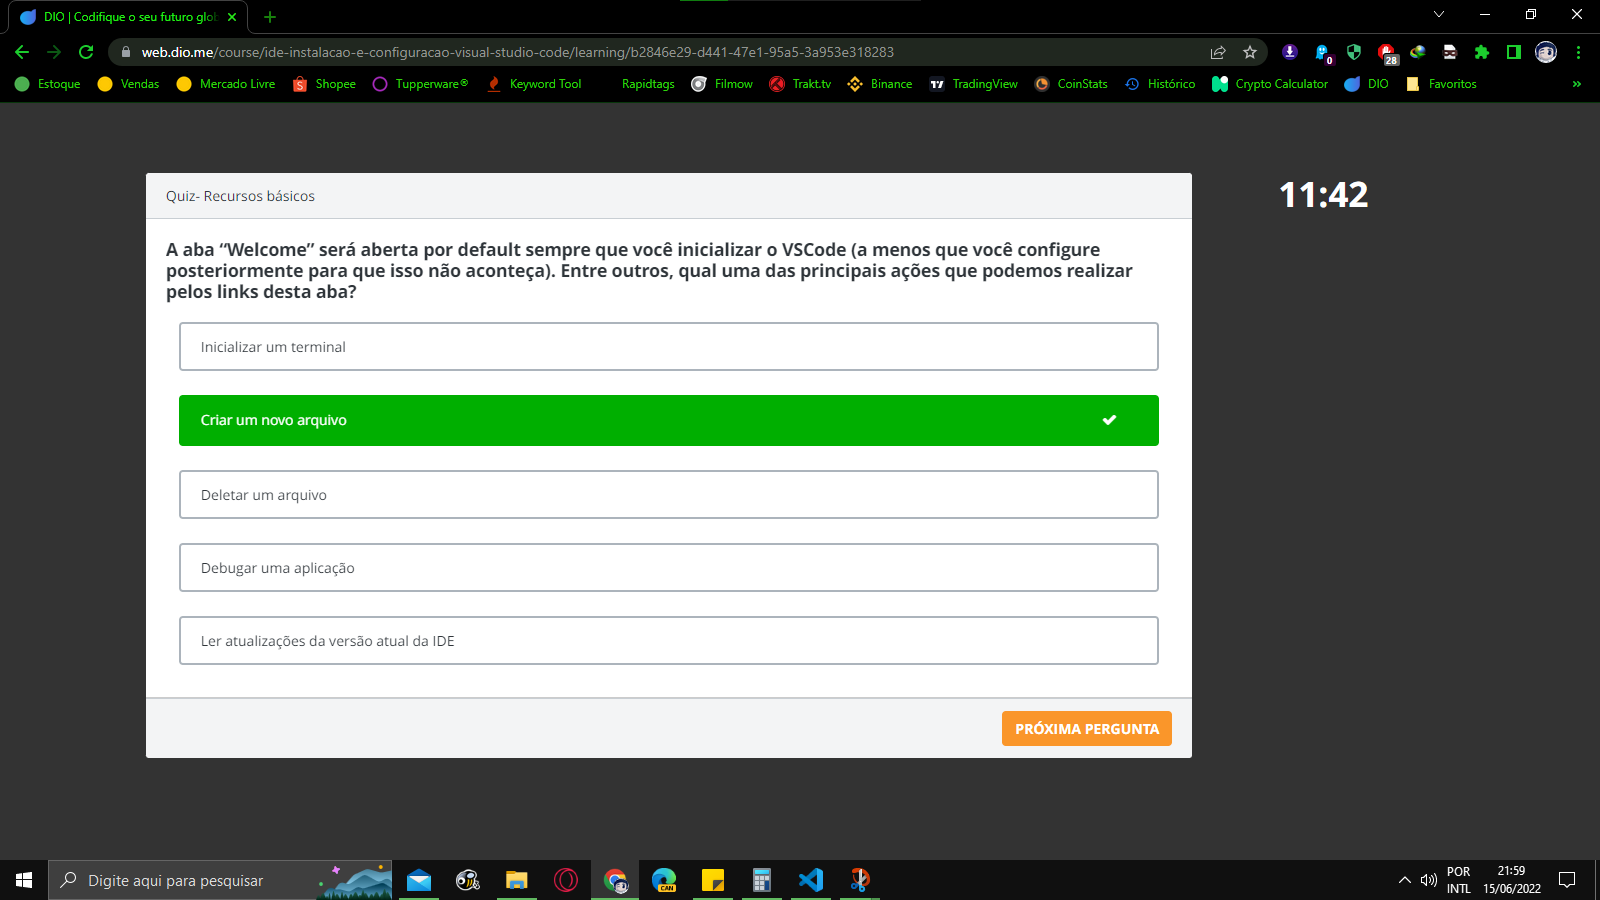 DIO | Codifique o seu futuro glob
web.dio.me/course/ide-instalacao-e-configuracao-visual-studio-code/learning/b2846e29-d441-47e1-95a5-3a953e318283
0
28
Estoque
Vendas
Mercado Livre
Shopee
Tupperware®
Keyword Tool
Rapidtags
Filmow
Trakt.tv
Binance
TradingView
CoinStats
Histórico
Crypto Calculator
DIO
Favoritos
»
Quiz- Recursos básicos
11:42
A aba “Welcome” será aberta por default sempre que você inicializar o VSCode (a menos que você configure
posteriormente para que isso não aconteça). Entre outros, qual uma das principais ações que podemos realizar
pelos links desta aba?
Inicializar um terminal
Criar um novo arquivo
Deletar um arquivo
Debugar uma aplicação
Ler atualizações da versão atual da IDE
PRÓXIMA PERGUNTA
Digite aqui para pesquisar
CAN
POR
INTL
21:59
15/06/2022